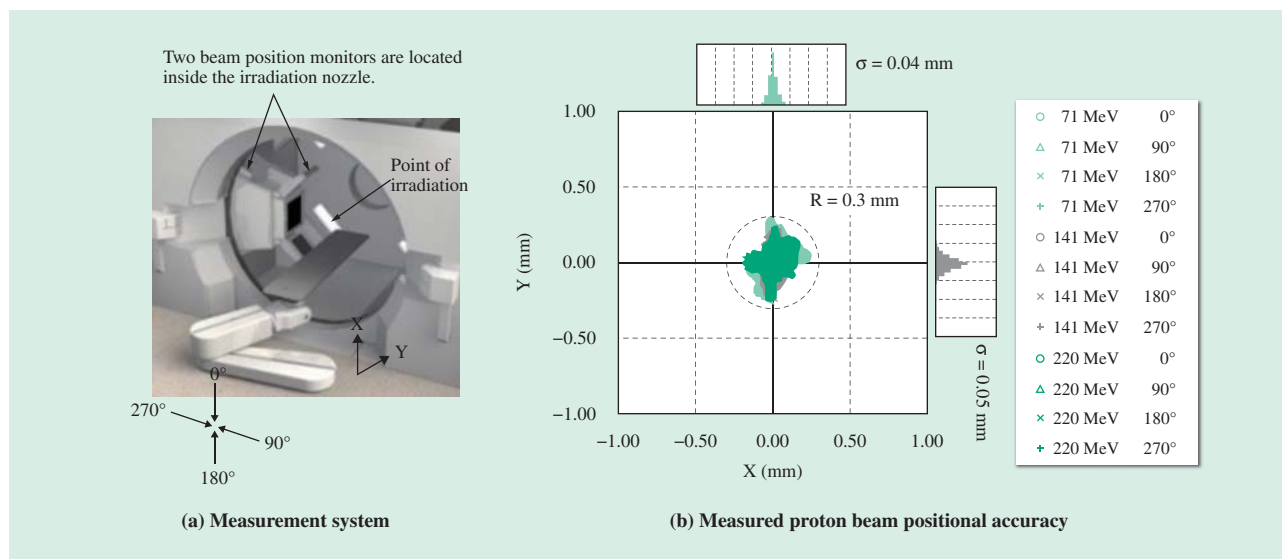 Two beam position monitors are located
inside the irradiation nozzle.
Point of
irradiation
X
Y
0°
270°
90°
180°
(a) Measurement system
σ = 0.04 mm
1.00
0.50
0.00
−0.50
−1.00
Y (mm)
R = 0.3 mm
−1.00
−0.50
0.00
0.50
1.00
X (mm)
σ = 0.05 mm
71 MeV 0°
71 MeV 90°
71 MeV 180°
71 MeV 270°
141 MeV 0°
141 MeV 90°
141 MeV 180°
141 MeV 270°
220 MeV 0°
220 MeV 90°
220 MeV 180°
220 MeV 270°
(b) Measured proton beam positional accuracy